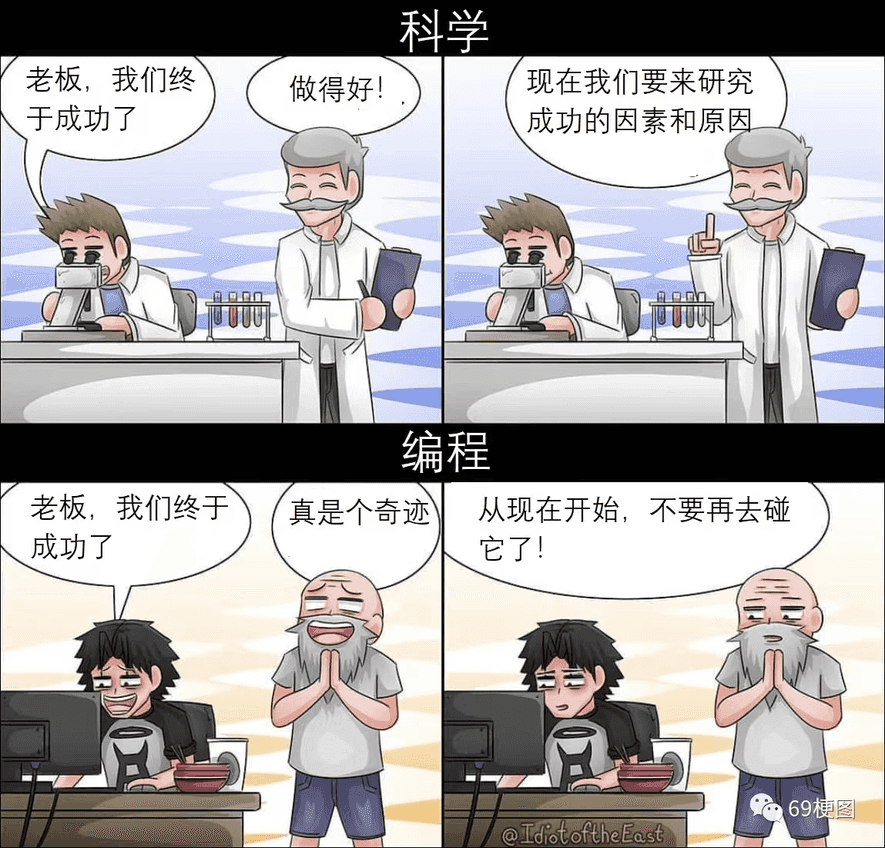 科学
老板，我们终
于成功了
做得好！
现在我们要来研究
成功的因素和原因
编程
老板，我们终于
成功了
真是个奇迹
从现在开始，不要再去碰
它了！
@IdiotoftheEast
69梗图